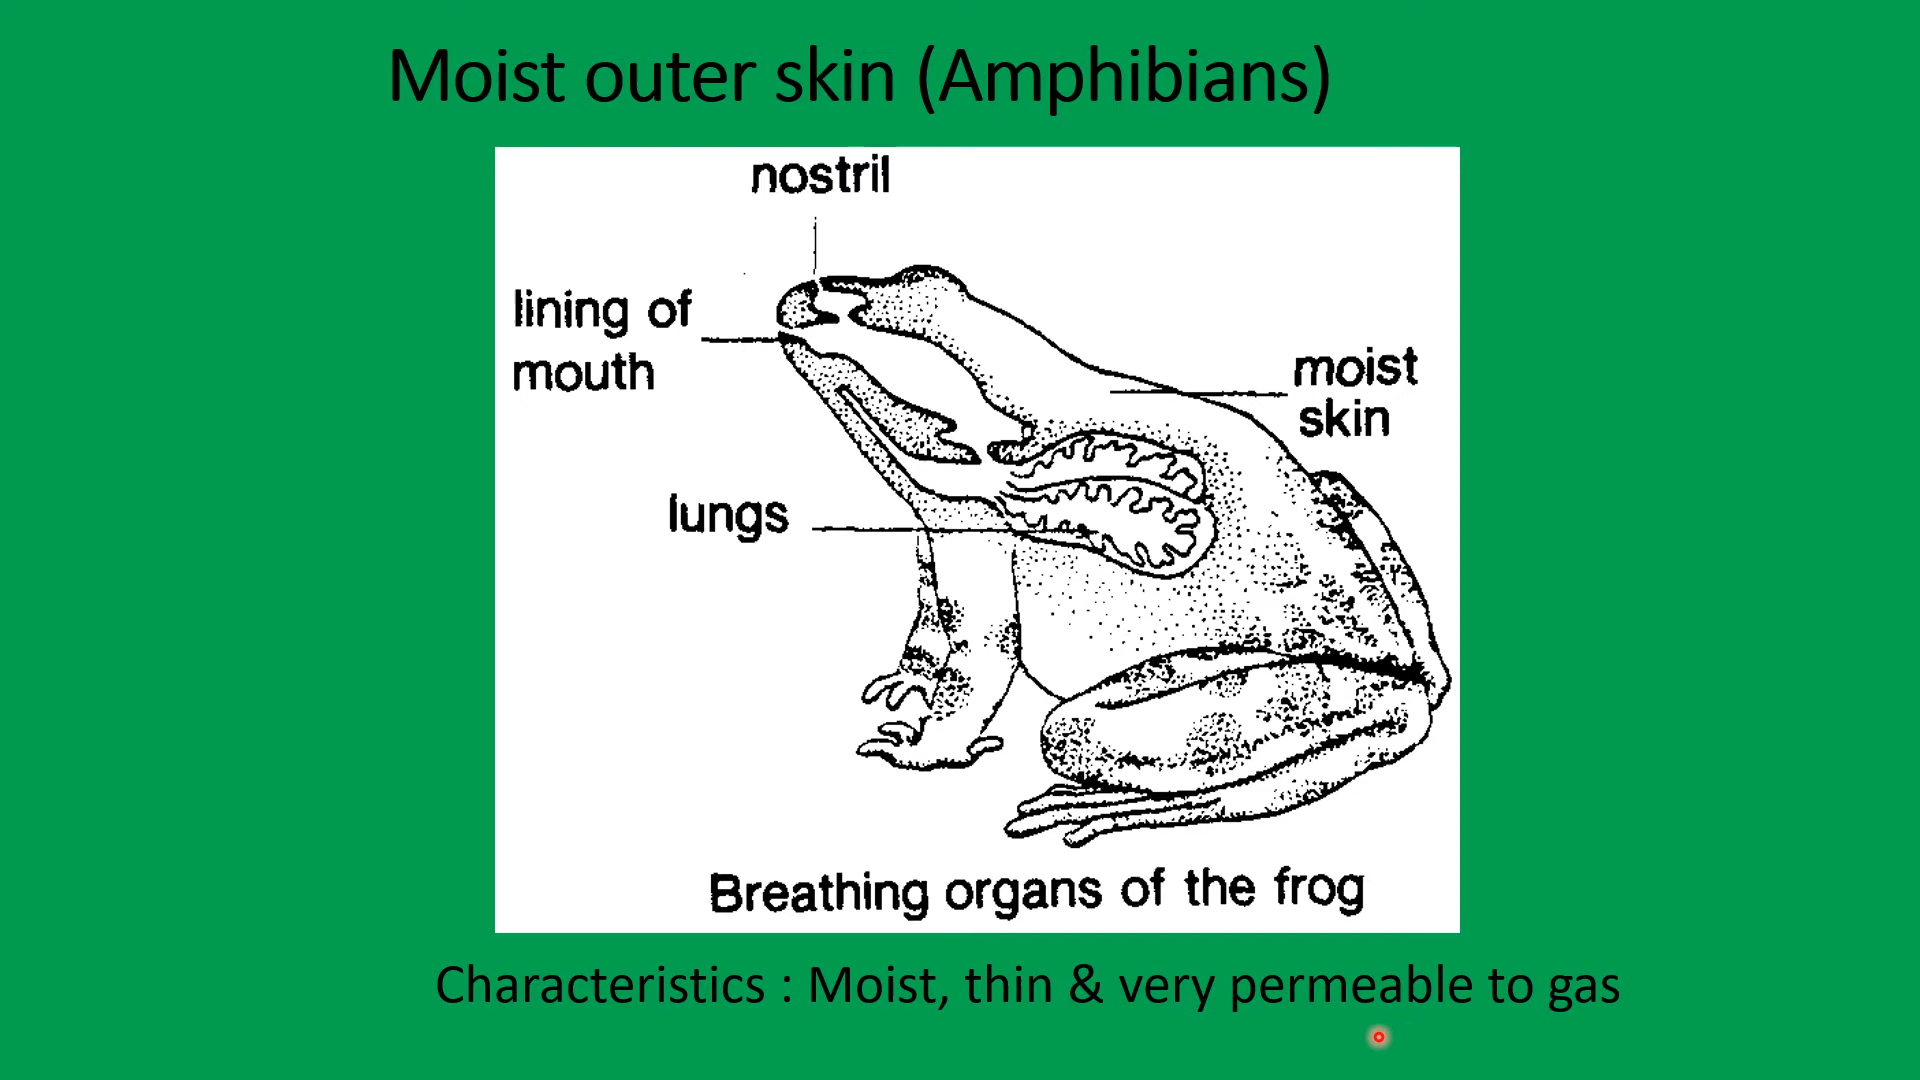 Moist outer skin (Amphibians)
nostril
lining of
mouth
moist
skin
lungs
Breathing organs of the frog
Characteristics : Moist, thin & very permeable to gas